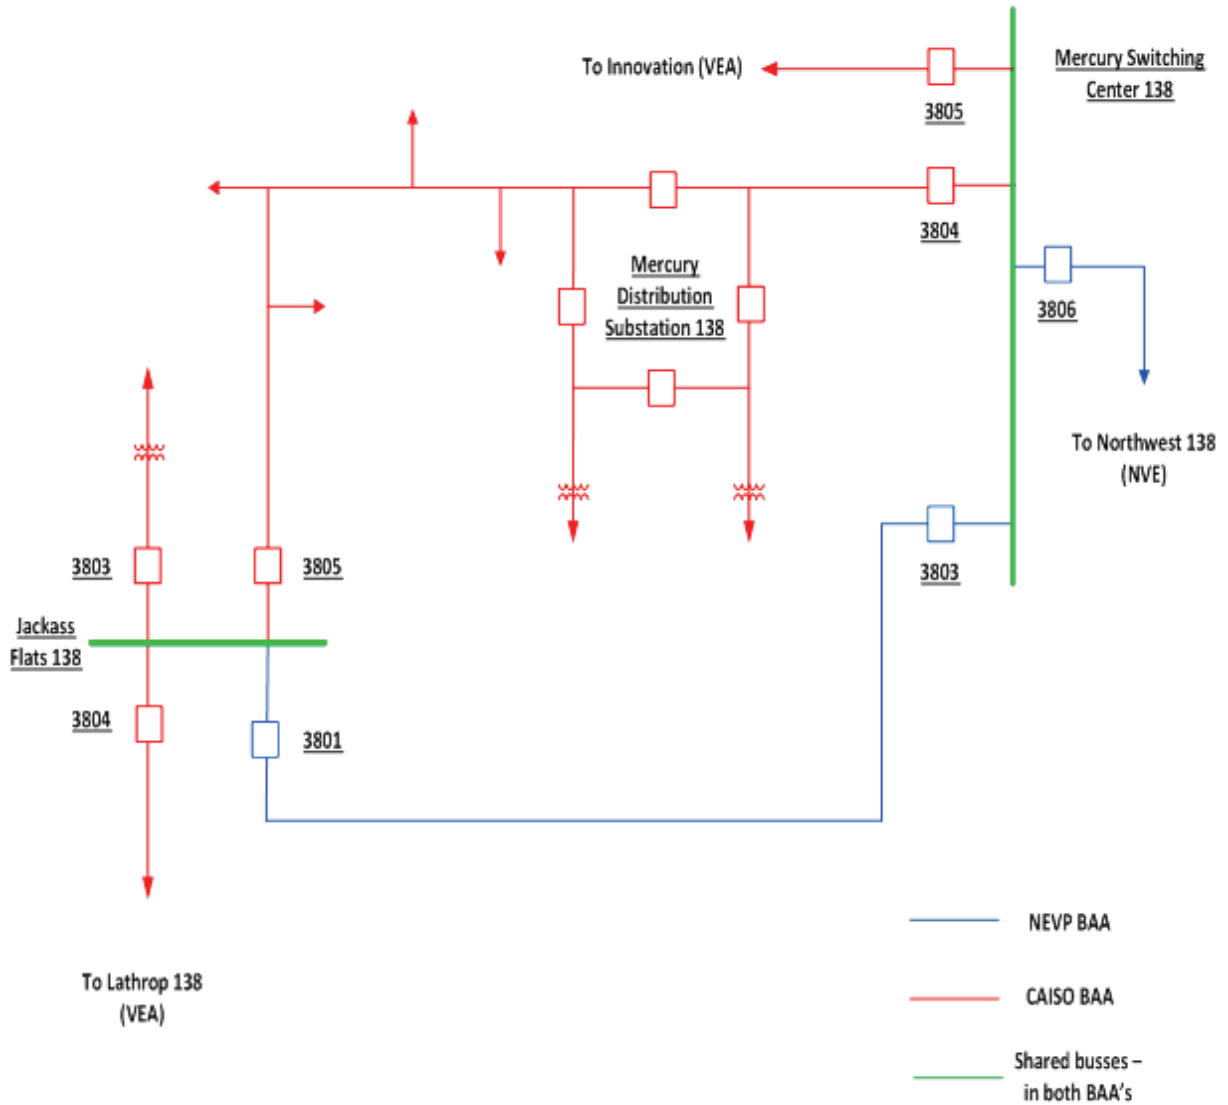 To Innovation (VEA)
3805
Mercury Switching
Center 138
3804
Mercury
Distribution
Substation 138
3806
To Northwest 138
(NVE)
3803
3803
3805
Jackass
Flats 138
3804
3801
To Lathrop 138
(VEA)
NEVP BAA
CAISO BAA
Shared busses –
in both BAA's